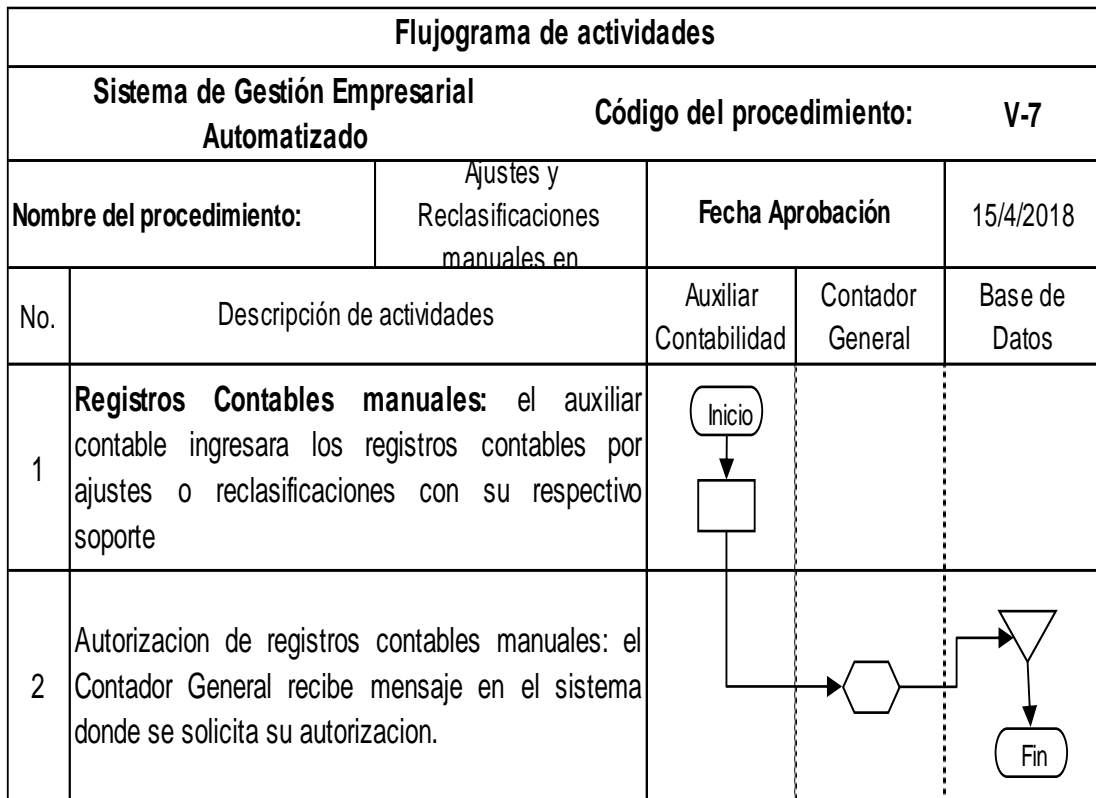 Flujograma de actividades
Sistema de Gestión Empresarial
Automatizado
Código del procedimiento:
V-7
Nombre del procedimiento:
Ajustes y
Reclasificaciones
manuales en
Fecha Aprobación
15/4/2018
No.
Descripción de actividades
Auxiliar
Contabilidad
Contador
General
Base de
Datos
1
Registros Contables manuales: el auxiliar
contable ingresara los registros contables por
ajustes o reclasificaciones con su respectivo
soporte
Inicio
2
Autorizacion de registros contables manuales: el
Contador General recibe mensaje en el sistema
donde se solicita su autorizacion.
Fin